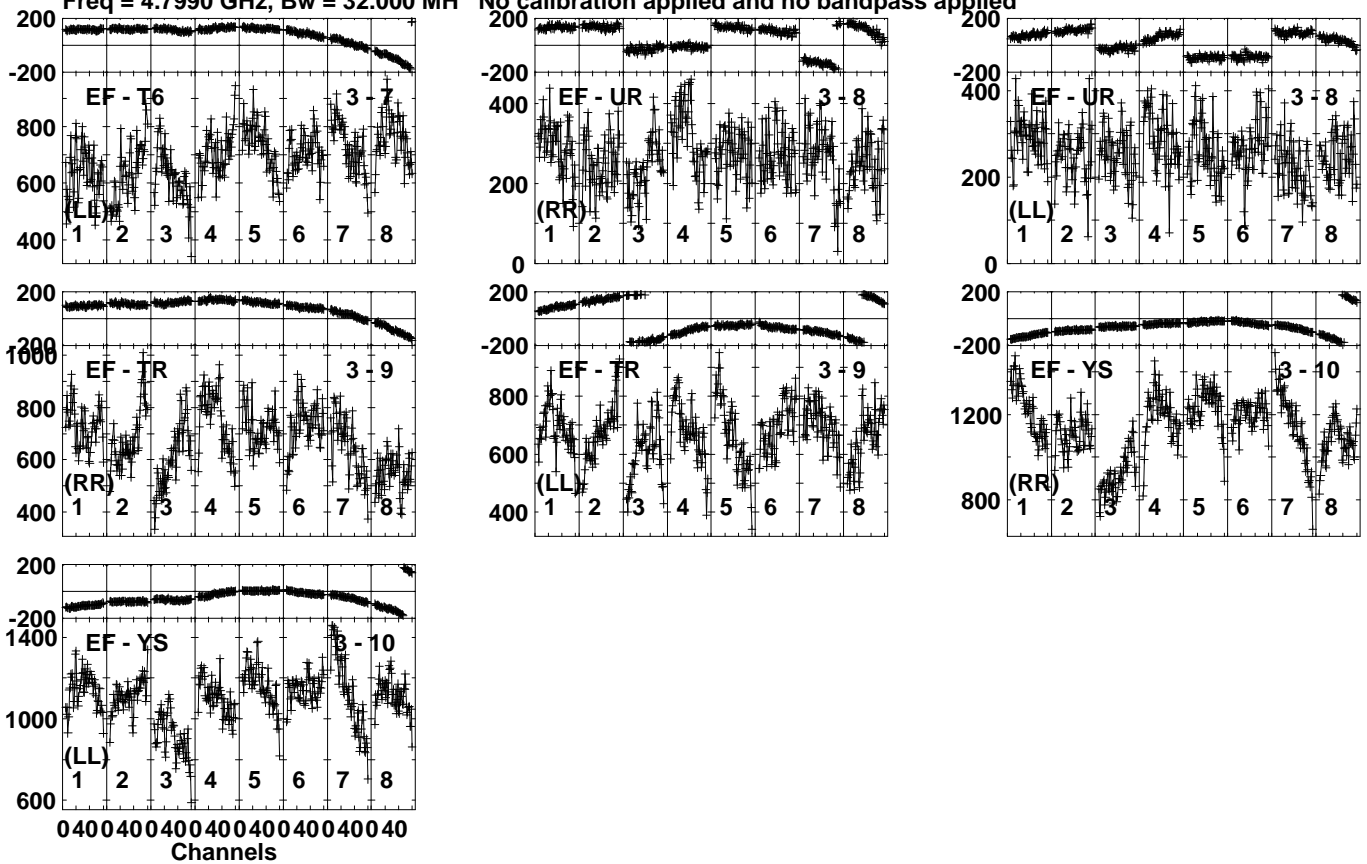 Freq = 4.7990 GHz, Bw = 32.000 MH No calibration applied and no bandpass applied
200
-200
EF - T6 3 - 7
800
600
400
(LL)
1 2 3 4 5 6 7 8
200
-200
EF - UR 3 - 8
400
200
0
(RR)
1 2 3 4 5 6 7 8
200
-200
EF - UR 3 - 8
400
200
0
(LL)
1 2 3 4 5 6 7 8
200
-200
EF - TR 3 - 9
1000
800
600
400
(RR)
1 2 3 4 5 6 7 8
200
-200
EF - TR 3 - 9
800
600
400
(LL)
1 2 3 4 5 6 7 8
200
-200
EF - YS 3 - 10
1200
800
(RR)
1 2 3 4 5 6 7 8
200
-200
EF - YS 3 - 10
1400
1000
600
(LL)
1 2 3 4 5 6 7 8
0 40 0 40 0 40 0 40 0 40 0 40 0 40 0 40
Channels